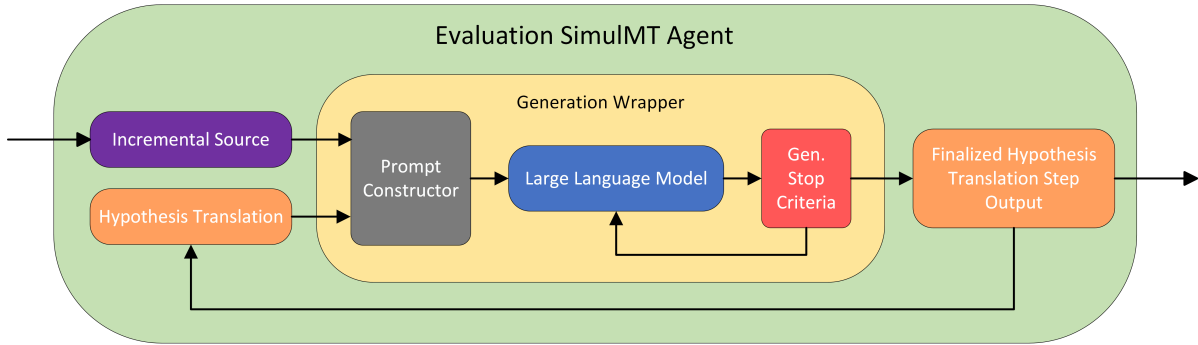 Evaluation SimulMT Agent
Generation Wrapper
Incremental Source
Hypothesis Translation
Prompt
Constructor
Large Language Model
Gen.
Stop
Criteria
Finalized Hypothesis
Translation Step
Output